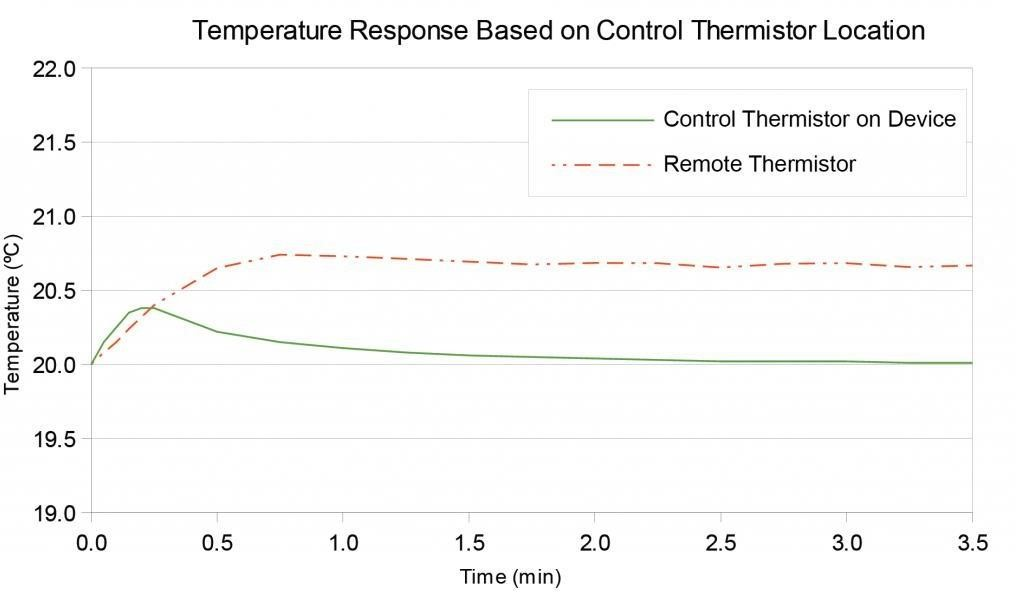 Temperature Response Based on Control Thermistor Location
22.0
Control Thermistor on Device
21.5
Remote Thermistor
21.0
20.5
20.0
19.5
19.0
Temperature (ºC)
0.0 0.5 1.0 1.5 2.0 2.5 3.0 3.5
Time (min)